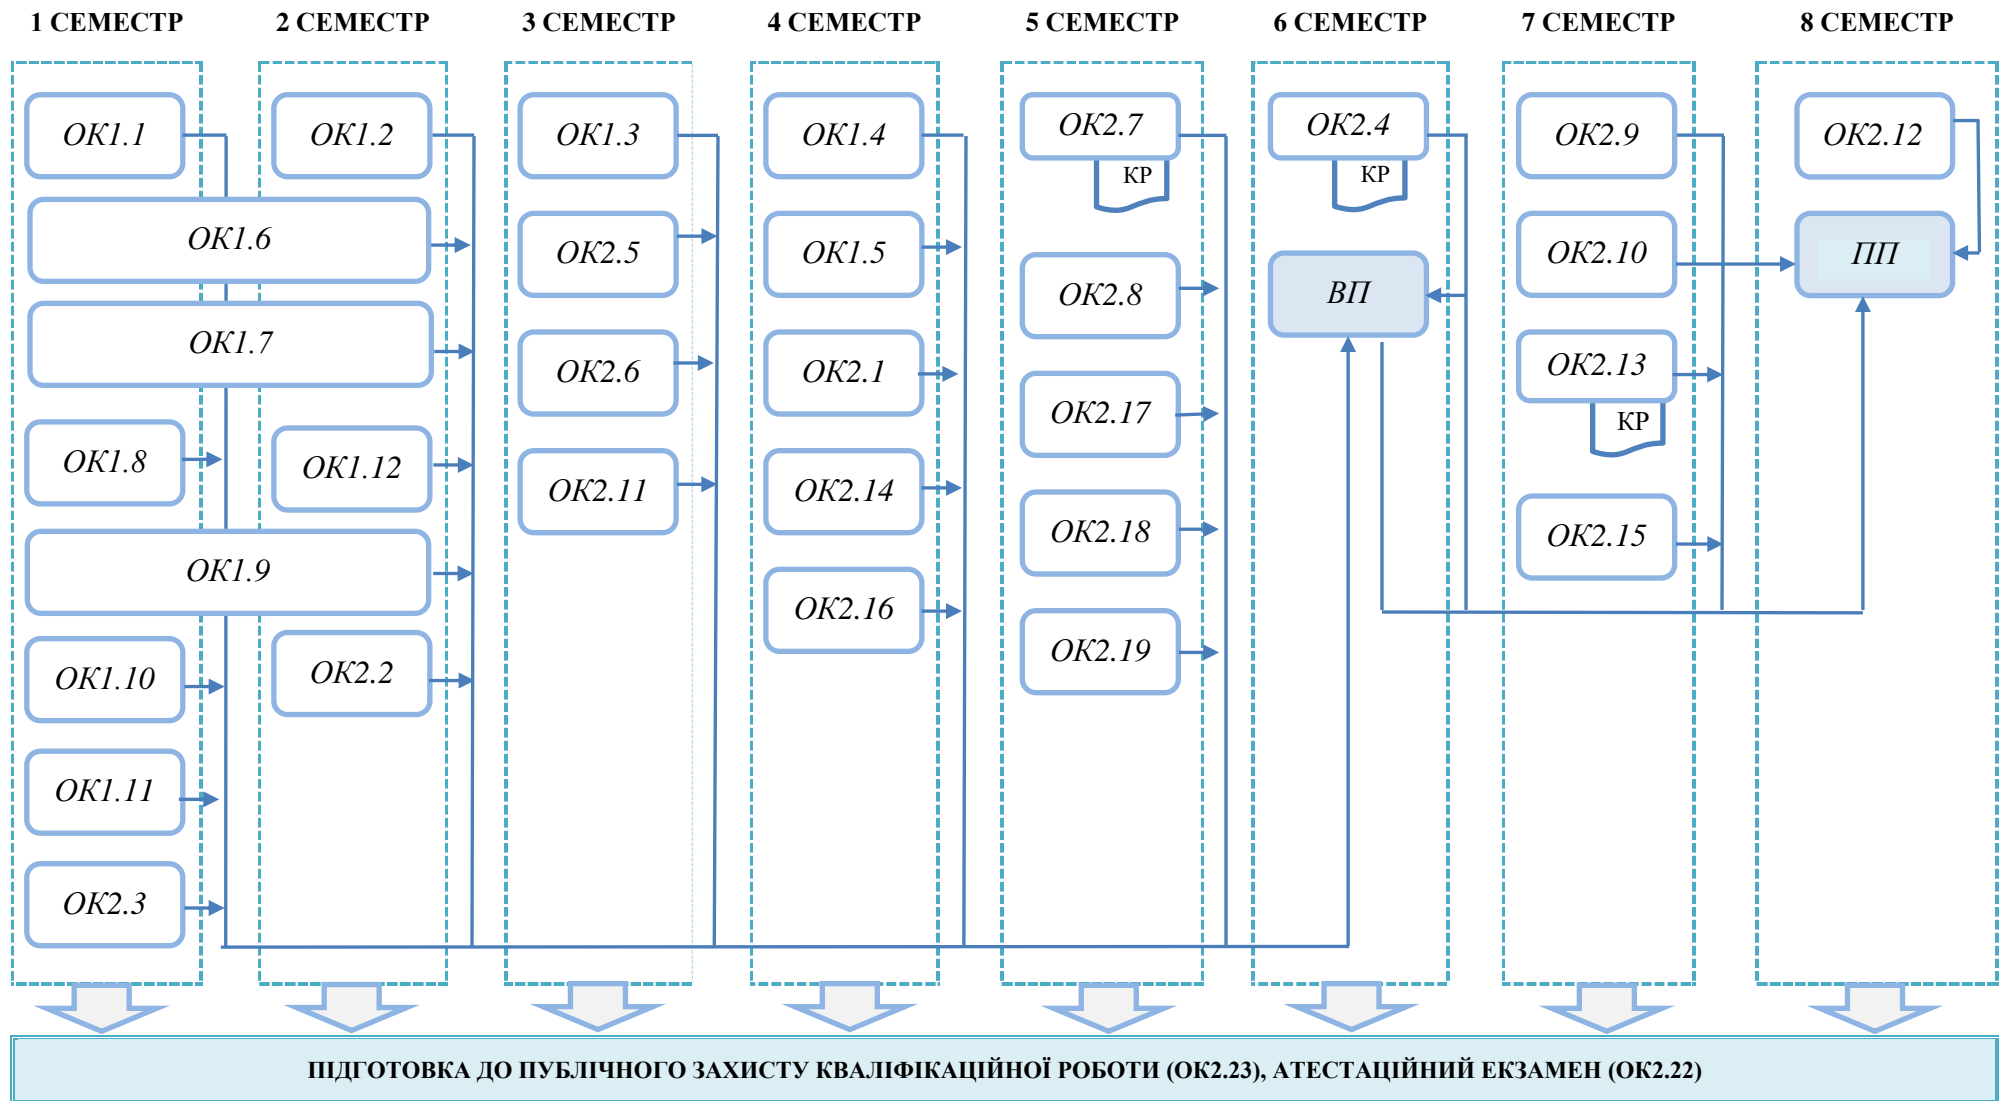 1 СЕМЕСТР
2 СЕМЕСТР
3 СЕМЕСТР
4 СЕМЕСТР
5 СЕМЕСТР
6 СЕМЕСТР
7 СЕМЕСТР
8 СЕМЕСТР
ОК1.1
ОК1.6
ОК1.7
ОК1.8
ОК1.9
ОК1.10
ОК1.11
ОК2.3
ОК1.2
ОК1.12
ОК2.2
ОК1.3
ОК2.5
ОК2.6
ОК2.11
ОК1.4
ОК1.5
ОК2.1
ОК2.14
ОК2.16
ОК2.7
КР
ОК2.8
ОК2.17
ОК2.18
ОК2.19
ОК2.4
КР
ВП
ОК2.9
ОК2.10
ОК2.13
КР
ОК2.15
ОК2.12
ПП
ПІДГОТОВКА ДО ПУБЛІЧНОГО ЗАХИСТУ КВАЛІФІКАЦІЙНОЇ РОБОТИ (ОК2.23), АТЕСТАЦІЙНИЙ ЕКЗАМЕН (ОК2.22)